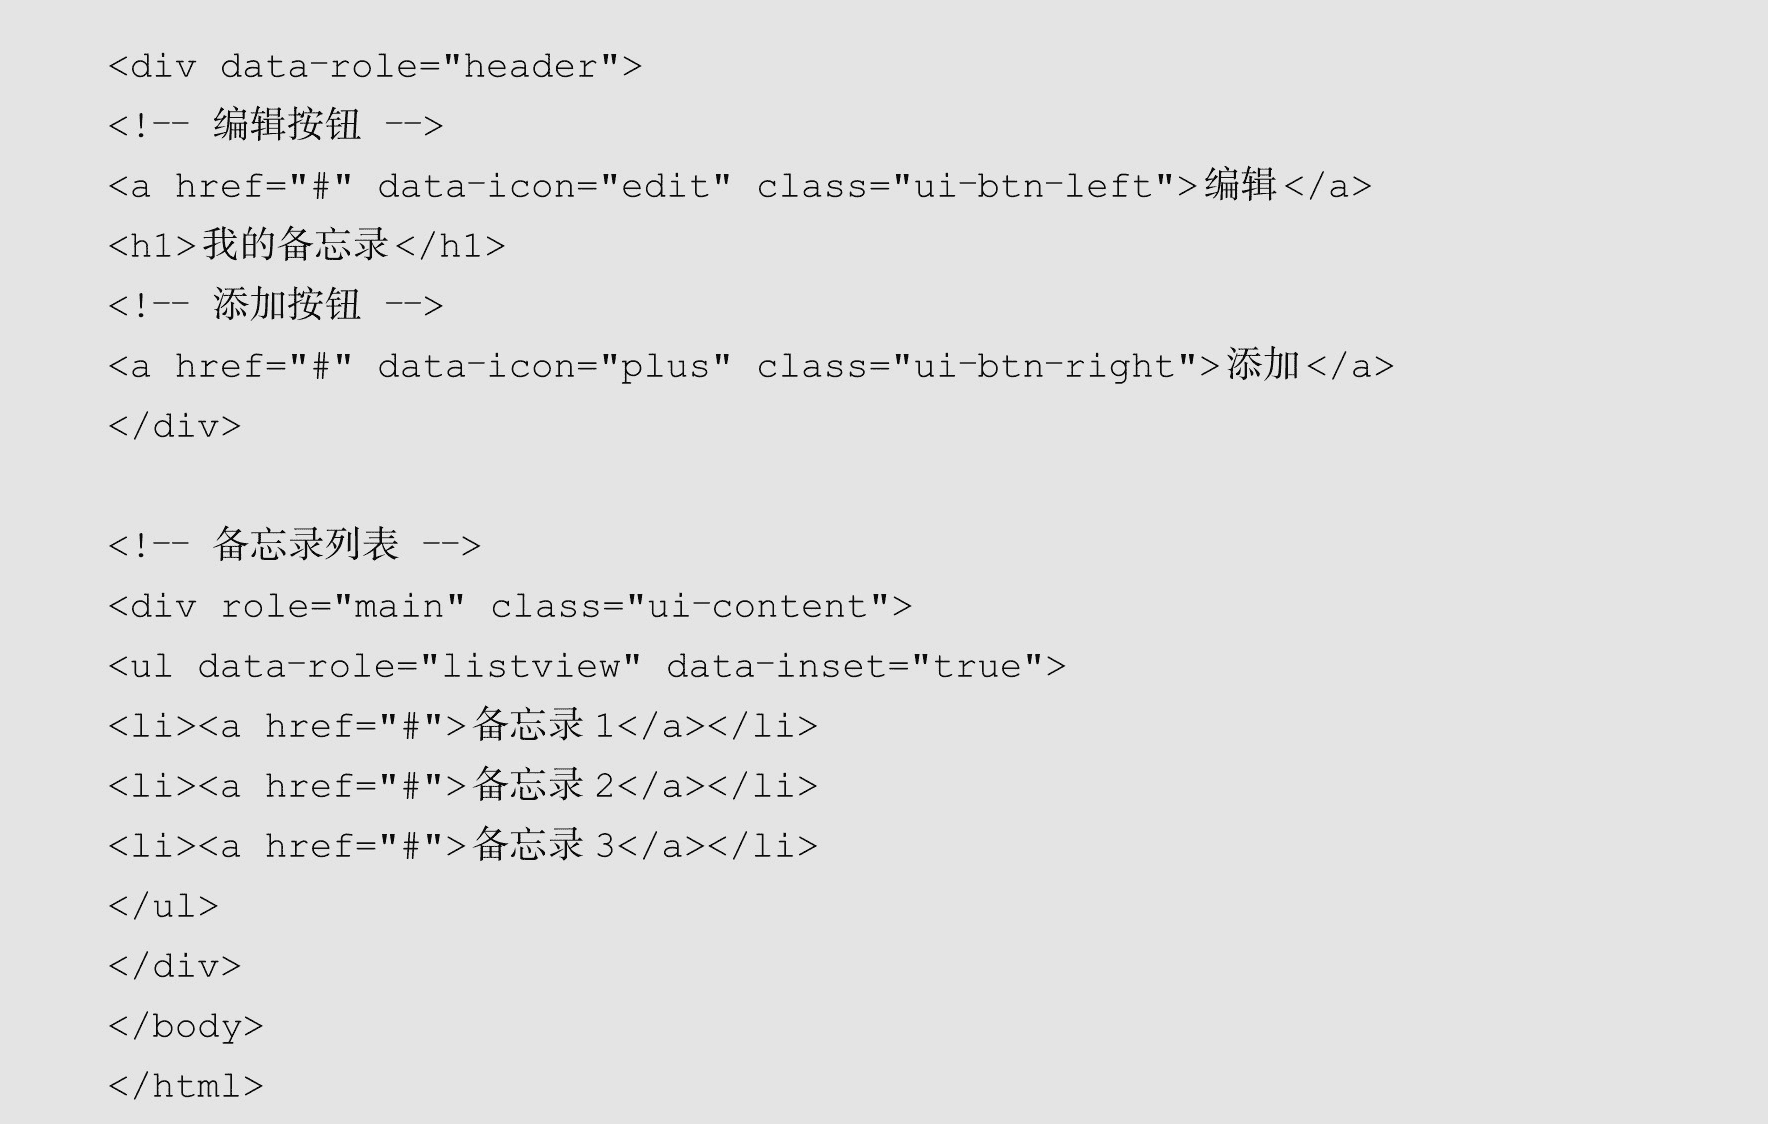 <div data-role="header">
<!-- 编辑按钮 -->
<a href="#" data-icon="edit" class="ui-btn-left">编辑</a>
<h1>我的备忘录</h1>
<!-- 添加按钮 -->
<a href="#" data-icon="plus" class="ui-btn-right">添加</a>
</div>
<!-- 备忘录列表 -->
<div role="main" class="ui-content">
<ul data-role="listview" data-inset="true">
<li><a href="#">备忘录 1</a></li>
<li><a href="#">备忘录 2</a></li>
<li><a href="#">备忘录 3</a></li>
</ul>
</div>
</body>
</html>